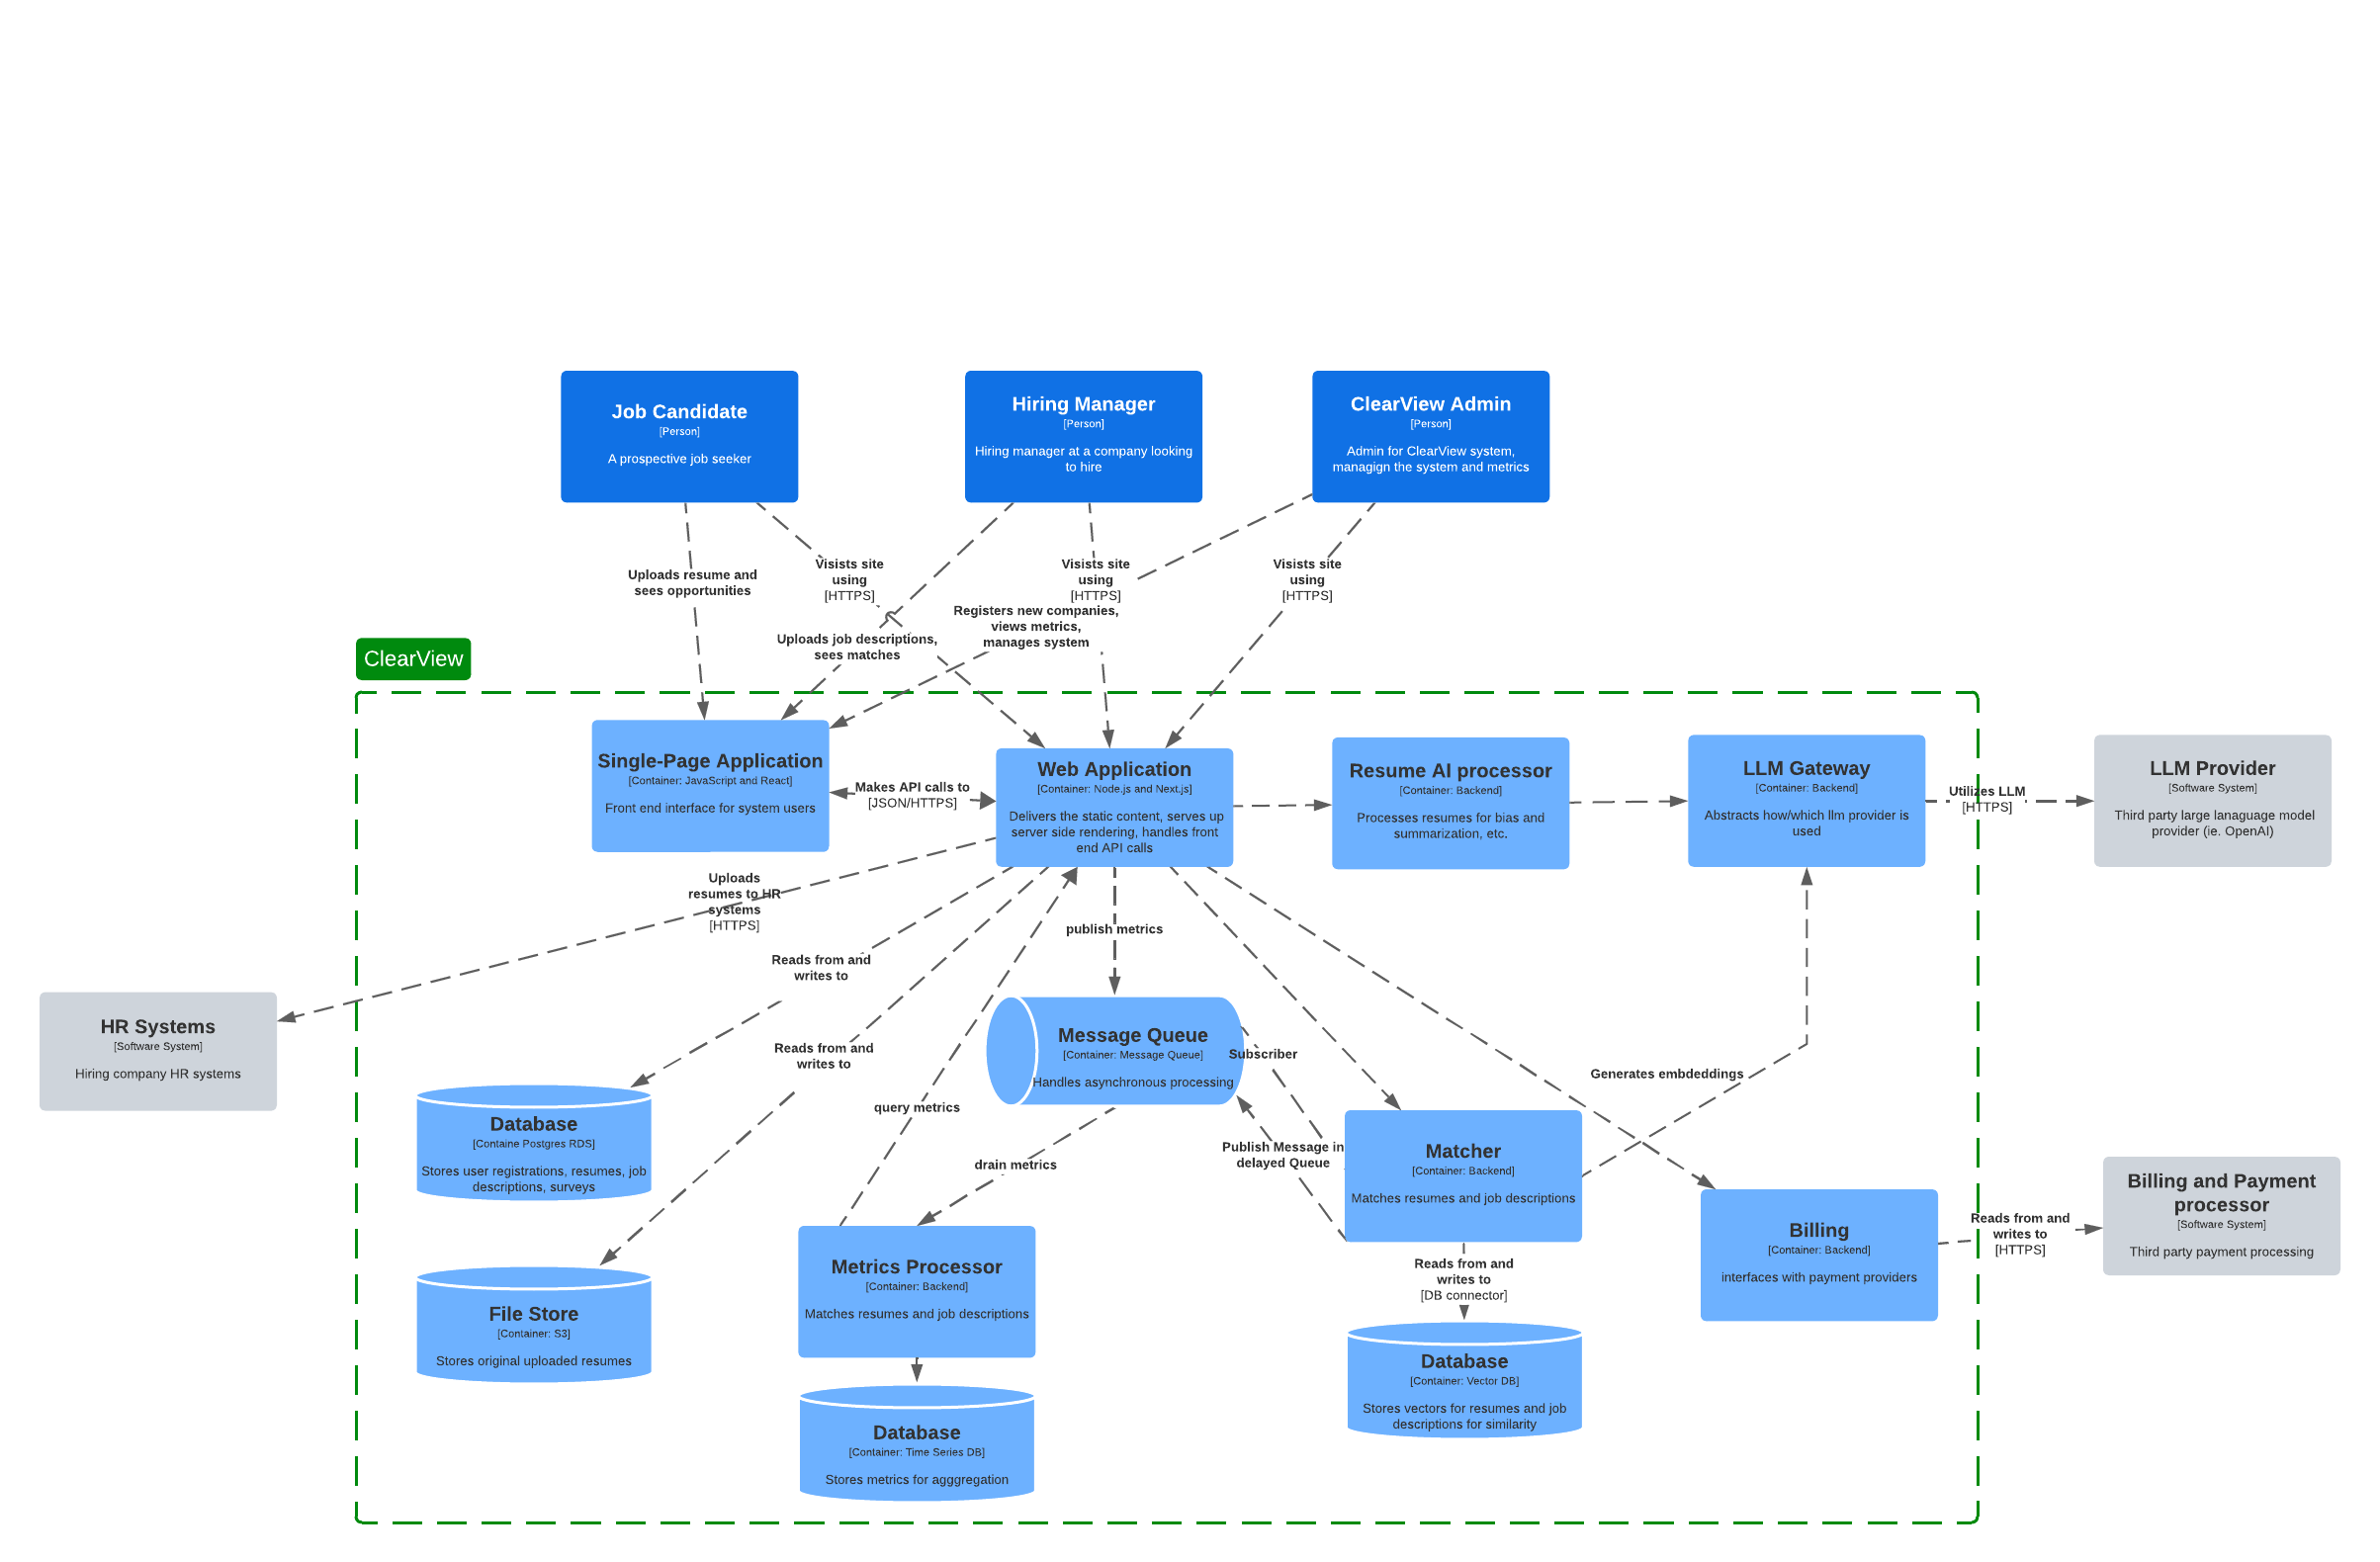 Job Candidate
[Person]
A prospective job seeker
Hiring Manager
[Person]
Hiring manager at a company looking
to hire
ClearView Admin
[Person]
Admin for ClearView system,
managign the system and metrics
Uploads resume and
sees opportunities
Visists site
using
[HTTPS]
Visists site
using
[HTTPS]
Visists site
using
[HTTPS]
Uploads job descriptions,
sees matches
Registers new companies,
views metrics,
manages system
ClearView
Single-Page Application
[Container: JavaScript and React]
Front end interface for system users
Makes API calls to
[JSON/HTTPS]
Web Application
[Container: Node.js and Next.js]
Delivers the static content, serves up
server side rendering, handles front
end API calls
Resume AI processor
[Container: Backend]
Processes resumes for bias and
summarization, etc.
LLM Gateway
[Container: Backend]
Abstracts how/which llm provider is
used
Utilizes LLM
[HTTPS]
LLM Provider
[Software System]
Third party large lanaguage model
provider (ie. OpenAI)
Uploads
resumes to HR
systems
[HTTPS]
HR Systems
[Software System]
Hiring company HR systems
Reads from and
writes to
publish metrics
Reads from and
writes to
Message Queue
[Container: Message Queue]
Handles asynchronous processing
Subscriber
Generates embdeddings
Database
[Containe Postgres RDS]
Stores user registrations, resumes, job
descriptions, surveys
query metrics
drain metrics
Publish Message in
delayed Queue
Matcher
[Container: Backend]
Matches resumes and job descriptions
Billing
[Container: Backend]
interfaces with payment providers
Reads from and
writes to
[HTTPS]
Billing and Payment
processor
[Software System]
Third party payment processing
File Store
[Container: S3]
Stores original uploaded resumes
Metrics Processor
[Container: Backend]
Matches resumes and job descriptions
Reads from and
writes to
[DB connector]
Database
[Container: Vector DB]
Stores vectors for resumes and job
descriptions for similarity
Database
[Container: Time Series DB]
Stores metrics for agggregation